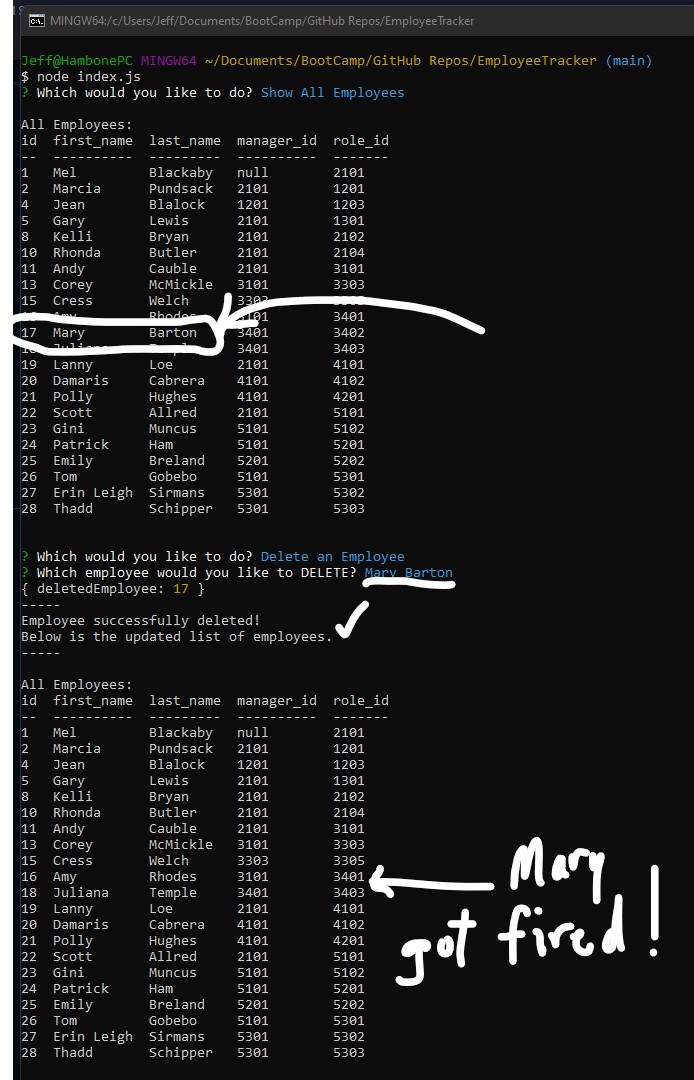 MINGW64:/c/Users/Jeff/Documents/BootCamp/GitHub Repos/EmployeeTracker
Jeff@HambonePC MINGW64 ~/Documents/BootCamp/GitHub Repos/EmployeeTracker (main)
$ node index.js
? Which would you like to do? Show All Employees
All Employees:
id first_name last_name manager_id role_id
-- ---------- --------- ---------- -------
1 Mel Blackaby null 2101
2 Marcia Pundsack 2101 1201
4 Jean Blalock 1201 1203
5 Gary Lewis 2101 1301
8 Kelli Bryan 2101 2102
10 Rhonda Butler 2101 2104
11 Andy Cauble 2101 3101
13 Corey McMickle 3101 3303
15 Cress Welch 3303 3305
16 Amy Rhodes 3101 3401
17 Mary Barton 3401 3402
18 Juliana Temple 3401 3403
19 Lanny Loe 2101 4101
20 Damaris Cabrera 4101 4102
21 Polly Hughes 4101 4201
22 Scott Allred 2101 5101
23 Gini Muncus 5101 5102
24 Patrick Ham 5101 5201
25 Emily Breland 5201 5202
26 Tom Gobebo 5101 5301
27 Erin Leigh Sirmans 5301 5302
28 Thadd Schipper 5301 5303
? Which would you like to do? Delete an Employee
? Which employee would you like to DELETE? Mary Barton
{ deletedEmployee: 17 }
-----
Employee successfully deleted!
Below is the updated list of employees.
-----
All Employees:
id first_name last_name manager_id role_id
-- ---------- --------- ---------- -------
1 Mel Blackaby null 2101
2 Marcia Pundsack 2101 1201
4 Jean Blalock 1201 1203
5 Gary Lewis 2101 1301
8 Kelli Bryan 2101 2102
10 Rhonda Butler 2101 2104
11 Andy Cauble 2101 3101
13 Corey McMickle 3101 3303
15 Cress Welch 3303 3305
16 Amy Rhodes 3101 3401
18 Juliana Temple 3401 3403
19 Lanny Loe 2101 4101
20 Damaris Cabrera 4101 4102
21 Polly Hughes 4101 4201
22 Scott Allred 2101 5101
23 Gini Muncus 5101 5102
24 Patrick Ham 5101 5201
25 Emily Breland 5201 5202
26 Tom Gobebo 5101 5301
27 Erin Leigh Sirmans 5301 5302
28 Thadd Schipper 5301 5303
Mary
got fired!